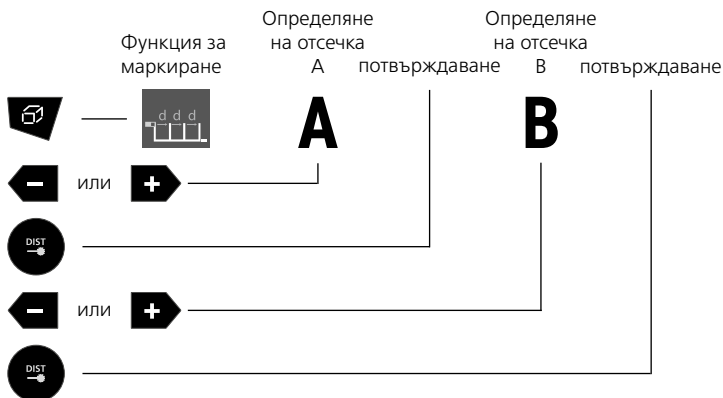 Функция за
маркиране
Определяне
на отсечка
A
потвърждаване
Определяне
на отсечка
B
потвърждаване
d d d
A
B
или
DIST
или
DIST